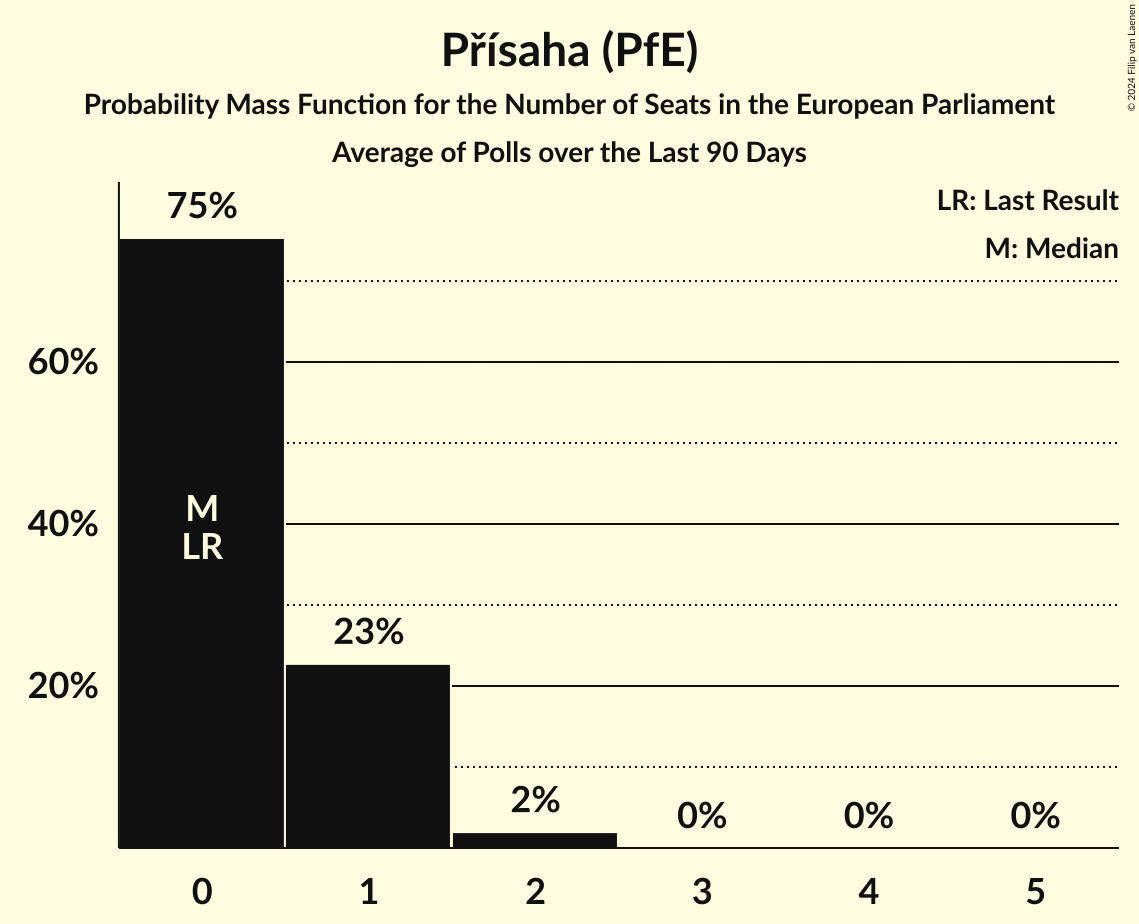 Přísaha (PfE)
Probability Mass Function for the Number of Seats in the European Parliament
Average of Polls over the Last 90 Days
© 2024 Filip van Laenen
LR: Last Result
M: Median
75%
60%
40%
20%
M
LR
23%
2%
0%
0%
0%
0
1
2
3
4
5